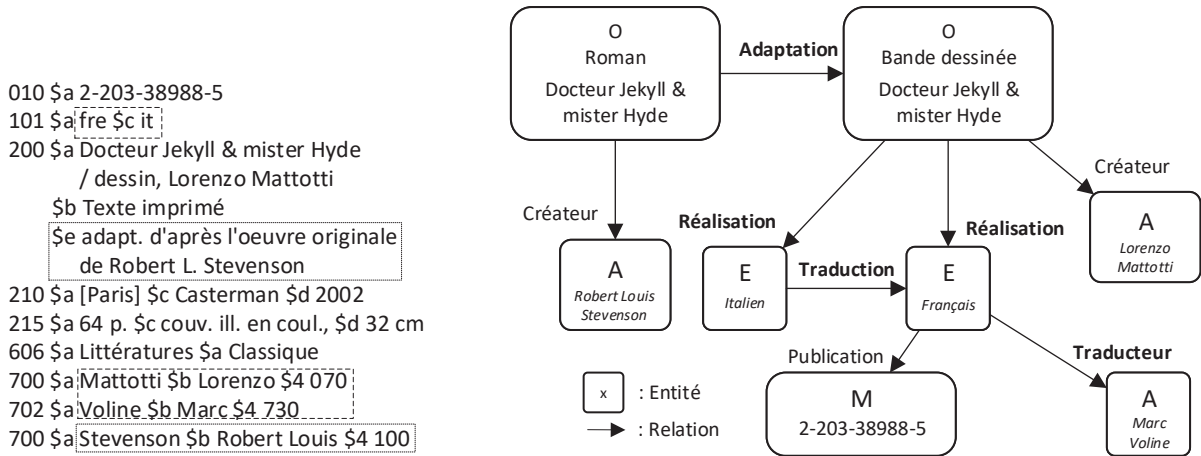 010 $a 2-203-38988-5
101 $a fre $c it
200 $a Docteur Jekyll & mister Hyde
/ dessin, Lorenzo Mattotti
$b Texte imprimé
$e adapt. d'après l'oeuvre originale
de Robert L. Stevenson
210 $a [Paris] $c Casterman $d 2002
215 $a 64 p. $c couv. ill. en coul., $d 32 cm
606 $a Littératures $a Classique
700 $a Mattotti $b Lorenzo $4 070
702 $a Voline $b Marc $4 730
700 $a Stevenson $b Robert Louis $4 100
O
Roman
Docteur Jekyll &
mister Hyde
Adaptation
O
Bande dessinée
Docteur Jekyll &
mister Hyde
Créateur
A
Robert Louis
Stevenson
Réalisation
E
Italien
Traduction
Réalisation
E
Français
Créateur
A
Lorenzo
Mattotti
Publication
M
2-203-38988-5
Traducteur
A
Marc
Voline
x : Entité
: Relation